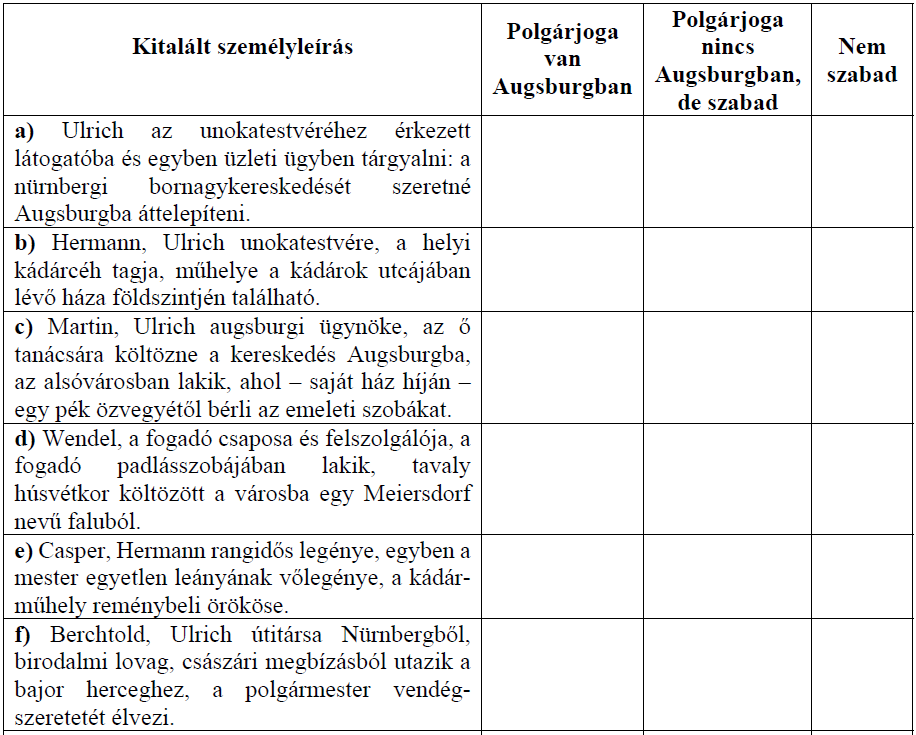 Kitalált személyleírás
Polgárjoga
van
Augsburgban
Polgárjoga
nincs
Augsburgban,
de szabad
Nem
szabad
a) Ulrich az unokatestvéréhez érkezett
látogatóba és egyben üzleti ügyben tárgyalni: a
nürnbergi bornagykereskedését szeretné
Augsburgba áttelepíteni.
b) Hermann, Ulrich unokatestvére, a helyi
kádárcéh tagja, műhelye a kádárok utcájában
lévő háza földszintjén található.
c) Martin, Ulrich augsburgi ügynöke, az ő
tanácsára költözne a kereskedés Augsburgba,
az alsóvárosban lakik, ahol – saját ház híján –
egy pék özvegyétől bérli az emeleti szobákat.
d) Wendel, a fogadó csaposa és felszolgálója, a
fogadó padlásszobájában lakik, tavaly
húsvétkor költözött a városba egy Meiersdorf
nevű faluból.
e) Casper, Hermann rangidős legénye, egyben a
mester egyetlen leányának vőlegénye, a kádár-
műhely reménybeli örököse.
f) Berchtold, Ulrich útitársa Nürnbergből,
birodalmi lovag, császári megbízásból utazik a
bajor herceghez, a polgármester vendég-
szeretetét élvezi.